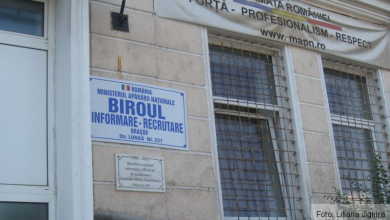 ARMATA ROMÂNIEI
FORȚĂ - PROFESIONALISM - RESPECT
www.mapn.ro
ROMÂNIA
MINISTERUL APĂRĂRII NAȚIONALE
BIROUL
INFORMARE - RECRUTARE
BRAȘOV
Str. LUNGĂ Nr. 231
Foto: Liliana Jighira